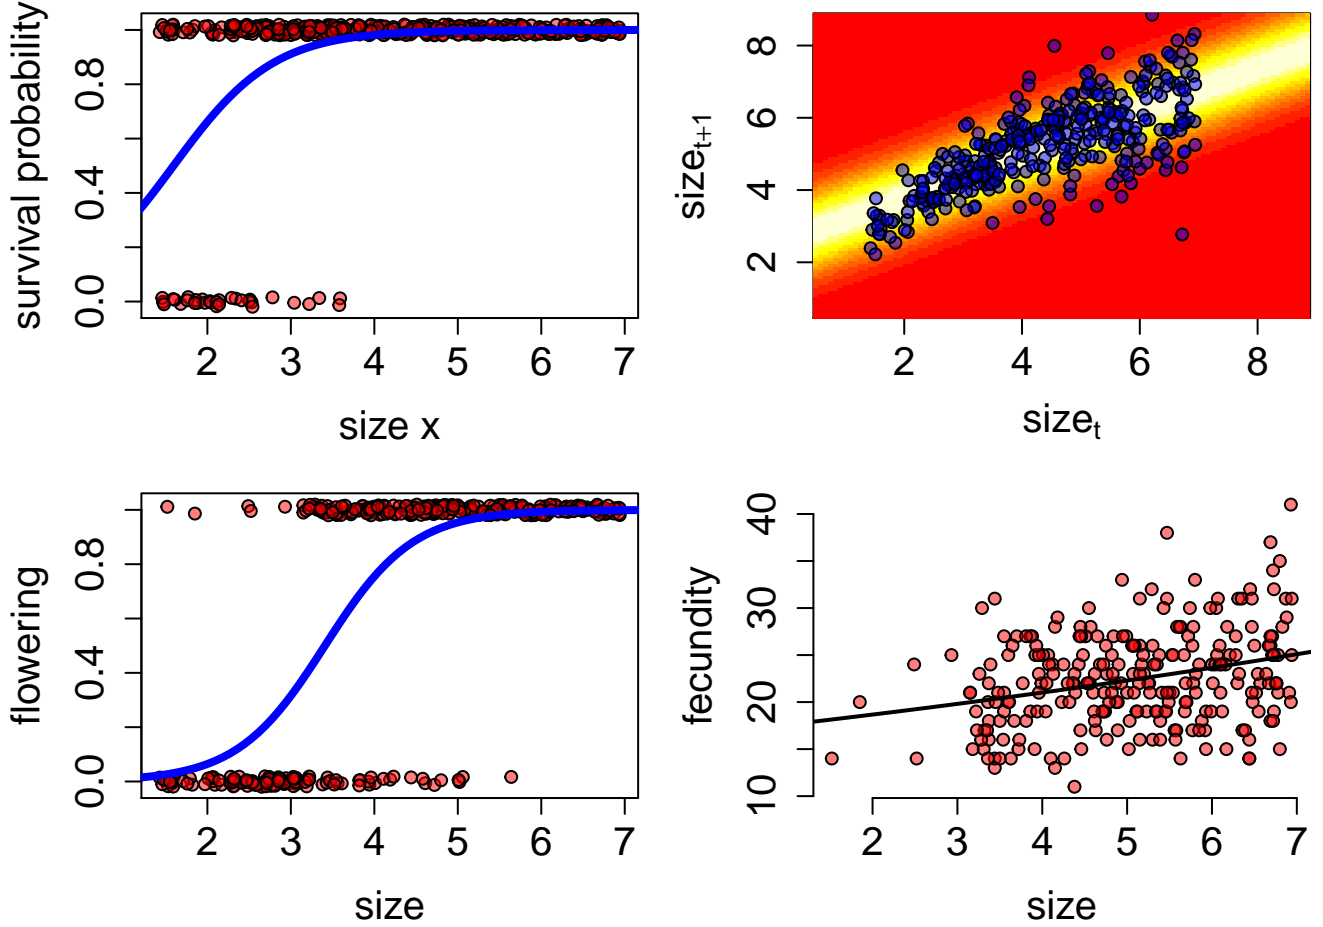 survival probability
0.0 0.4 0.8
2 3 4 5 6 7
size x
size_{t+1}
2 4 6 8
2 4 6 8
size_t
flowering
0.0 0.4 0.8
2 3 4 5 6 7
size
fecundity
10 20 30 40
2 3 4 5 6 7
size